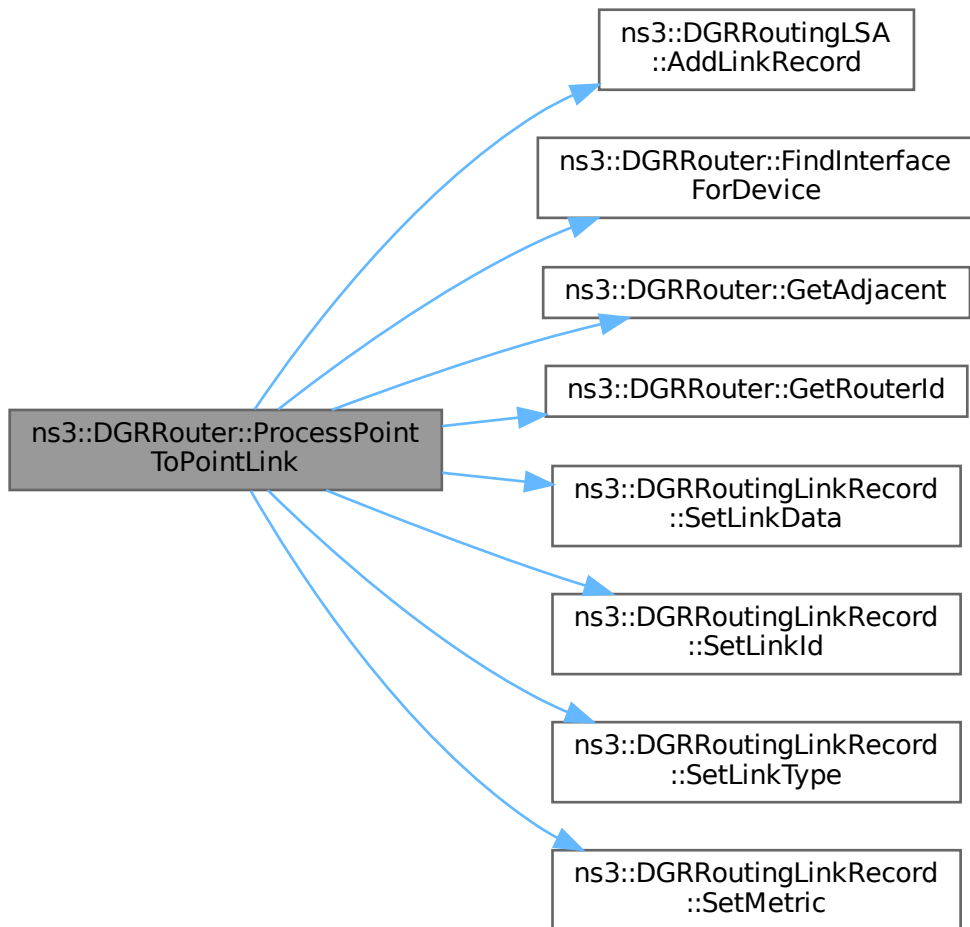 ns3::DGRRoutingLSA
::AddLinkRecord
ns3::DGRRouter::FindInterface
ForDevice
ns3::DGRRouter::GetAdjacent
ns3::DGRRouter::GetRouterId
ns3::DGRRouter::ProcessPoint
ToPointLink
ns3::DGRRoutingLinkRecord
::SetLinkData
ns3::DGRRoutingLinkRecord
::SetLinkId
ns3::DGRRoutingLinkRecord
::SetLinkType
ns3::DGRRoutingLinkRecord
::SetMetric